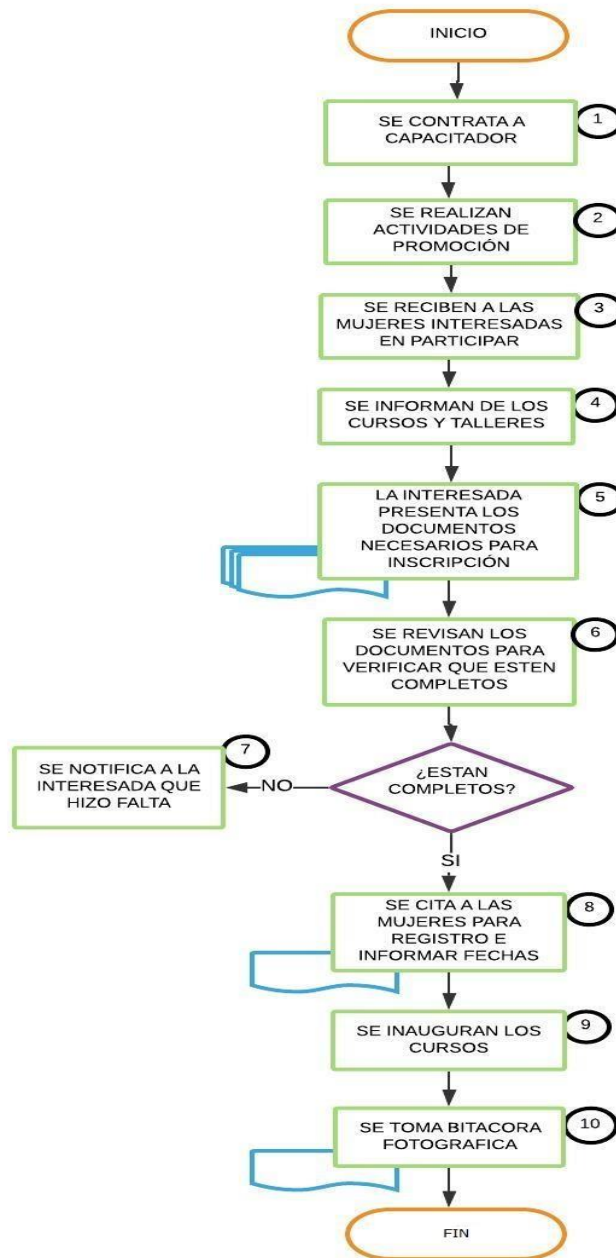 INICIO
1
SE CONTRATA A
CAPACITADOR
2
SE REALIZAN
ACTIVIDADES DE
PROMOCIÓN
3
SE RECIBEN A LAS
MUJERES INTERESADAS
EN PARTICIPAR
4
SE INFORMAN DE LOS
CURSOS Y TALLERES
5
LA INTERESADA
PRESENTA LOS
DOCUMENTOS
NECESARIOS PARA
INSCRIPCIÓN
6
SE REVISAN LOS
DOCUMENTOS PARA
VERIFICAR QUE ESTEN
COMPLETOS
¿ESTAN
COMPLETOS?
NO
7
SE NOTIFICA A LA
INTERESADA QUE
HIZO FALTA
SI
8
SE CITA A LAS
MUJERES PARA
REGISTRO E
INFORMAR FECHAS
9
SE INAUGURAN LOS
CURSOS
10
SE TOMA BITACORA
FOTOGRAFICA
FIN